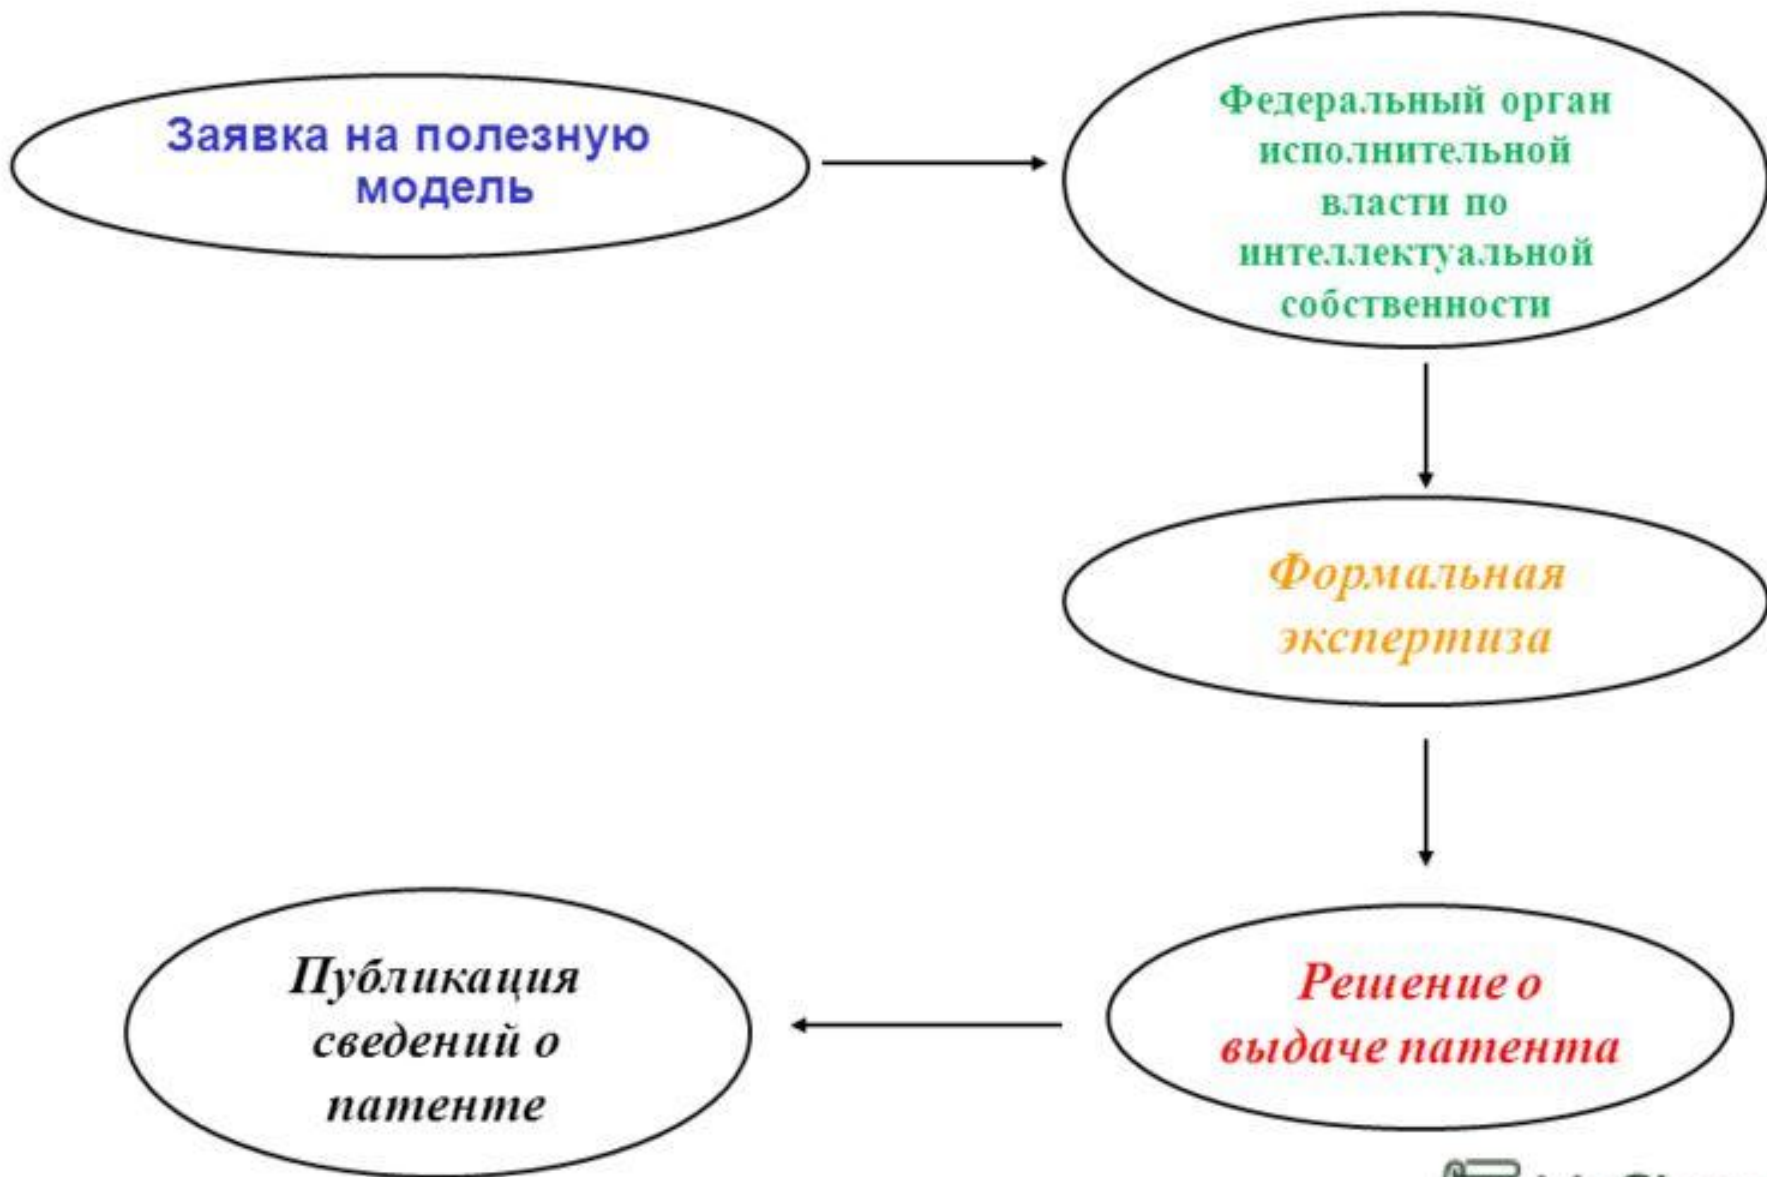 Заявка на полезную
модель
Федеральный орган
исполнительной
власти по
интеллектуальной
собственности
Формальная
экспертиза
Решение о
выдаче патента
Публикация
сведений о
патенте